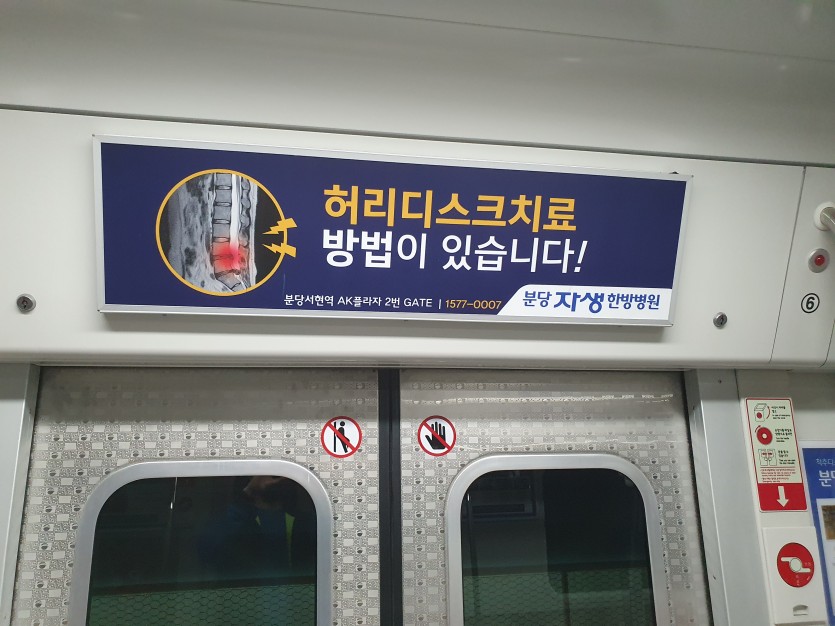 허리디스크치료
방법이 있습니다!
분당서현역 AK플라자 2번 GATE | 1577-0007
분당 자생한방병원
6